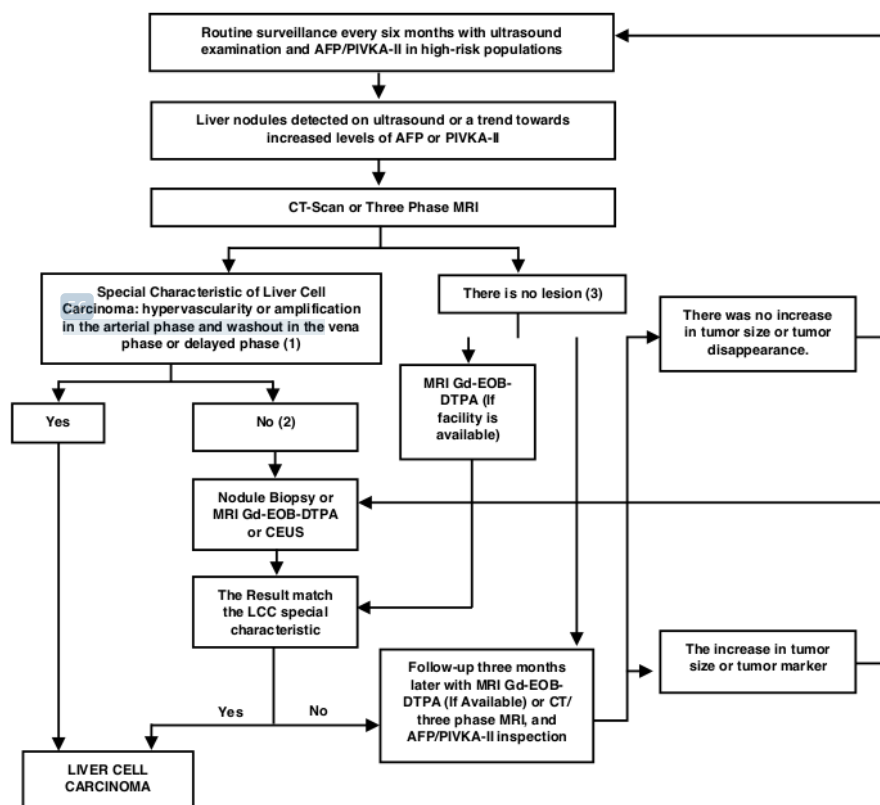 Routine surveillance every six months with ultrasound
examination and AFP/PIVKA-II in high-risk populations
Liver nodules detected on ultrasound or a trend towards
increased levels of AFP or PIVKA-II
CT-Scan or Three Phase MRI
Special Characteristic of Liver Cell
Carcinoma: hypervascularity or amplification
in the arterial phase and washout in the vena
phase or delayed phase (1)
There is no lesion (3)
There was no increase
in tumor size or tumor
disappearance.
MRI Gd-EOB-
DTPA (If
facility is
available)
Yes
No (2)
Nodule Biopsy or
MRI Gd-EOB-DTPA
or CEUS
The Result match
the LCC special
characteristic
Follow-up three months
later with MRI Gd-EOB-
DTPA (If Available) or CT/
three phase MRI, and
AFP/PIVKA-II inspection
The increase in tumor
size or tumor marker
Yes
No
LIVER CELL
CARCINOMA